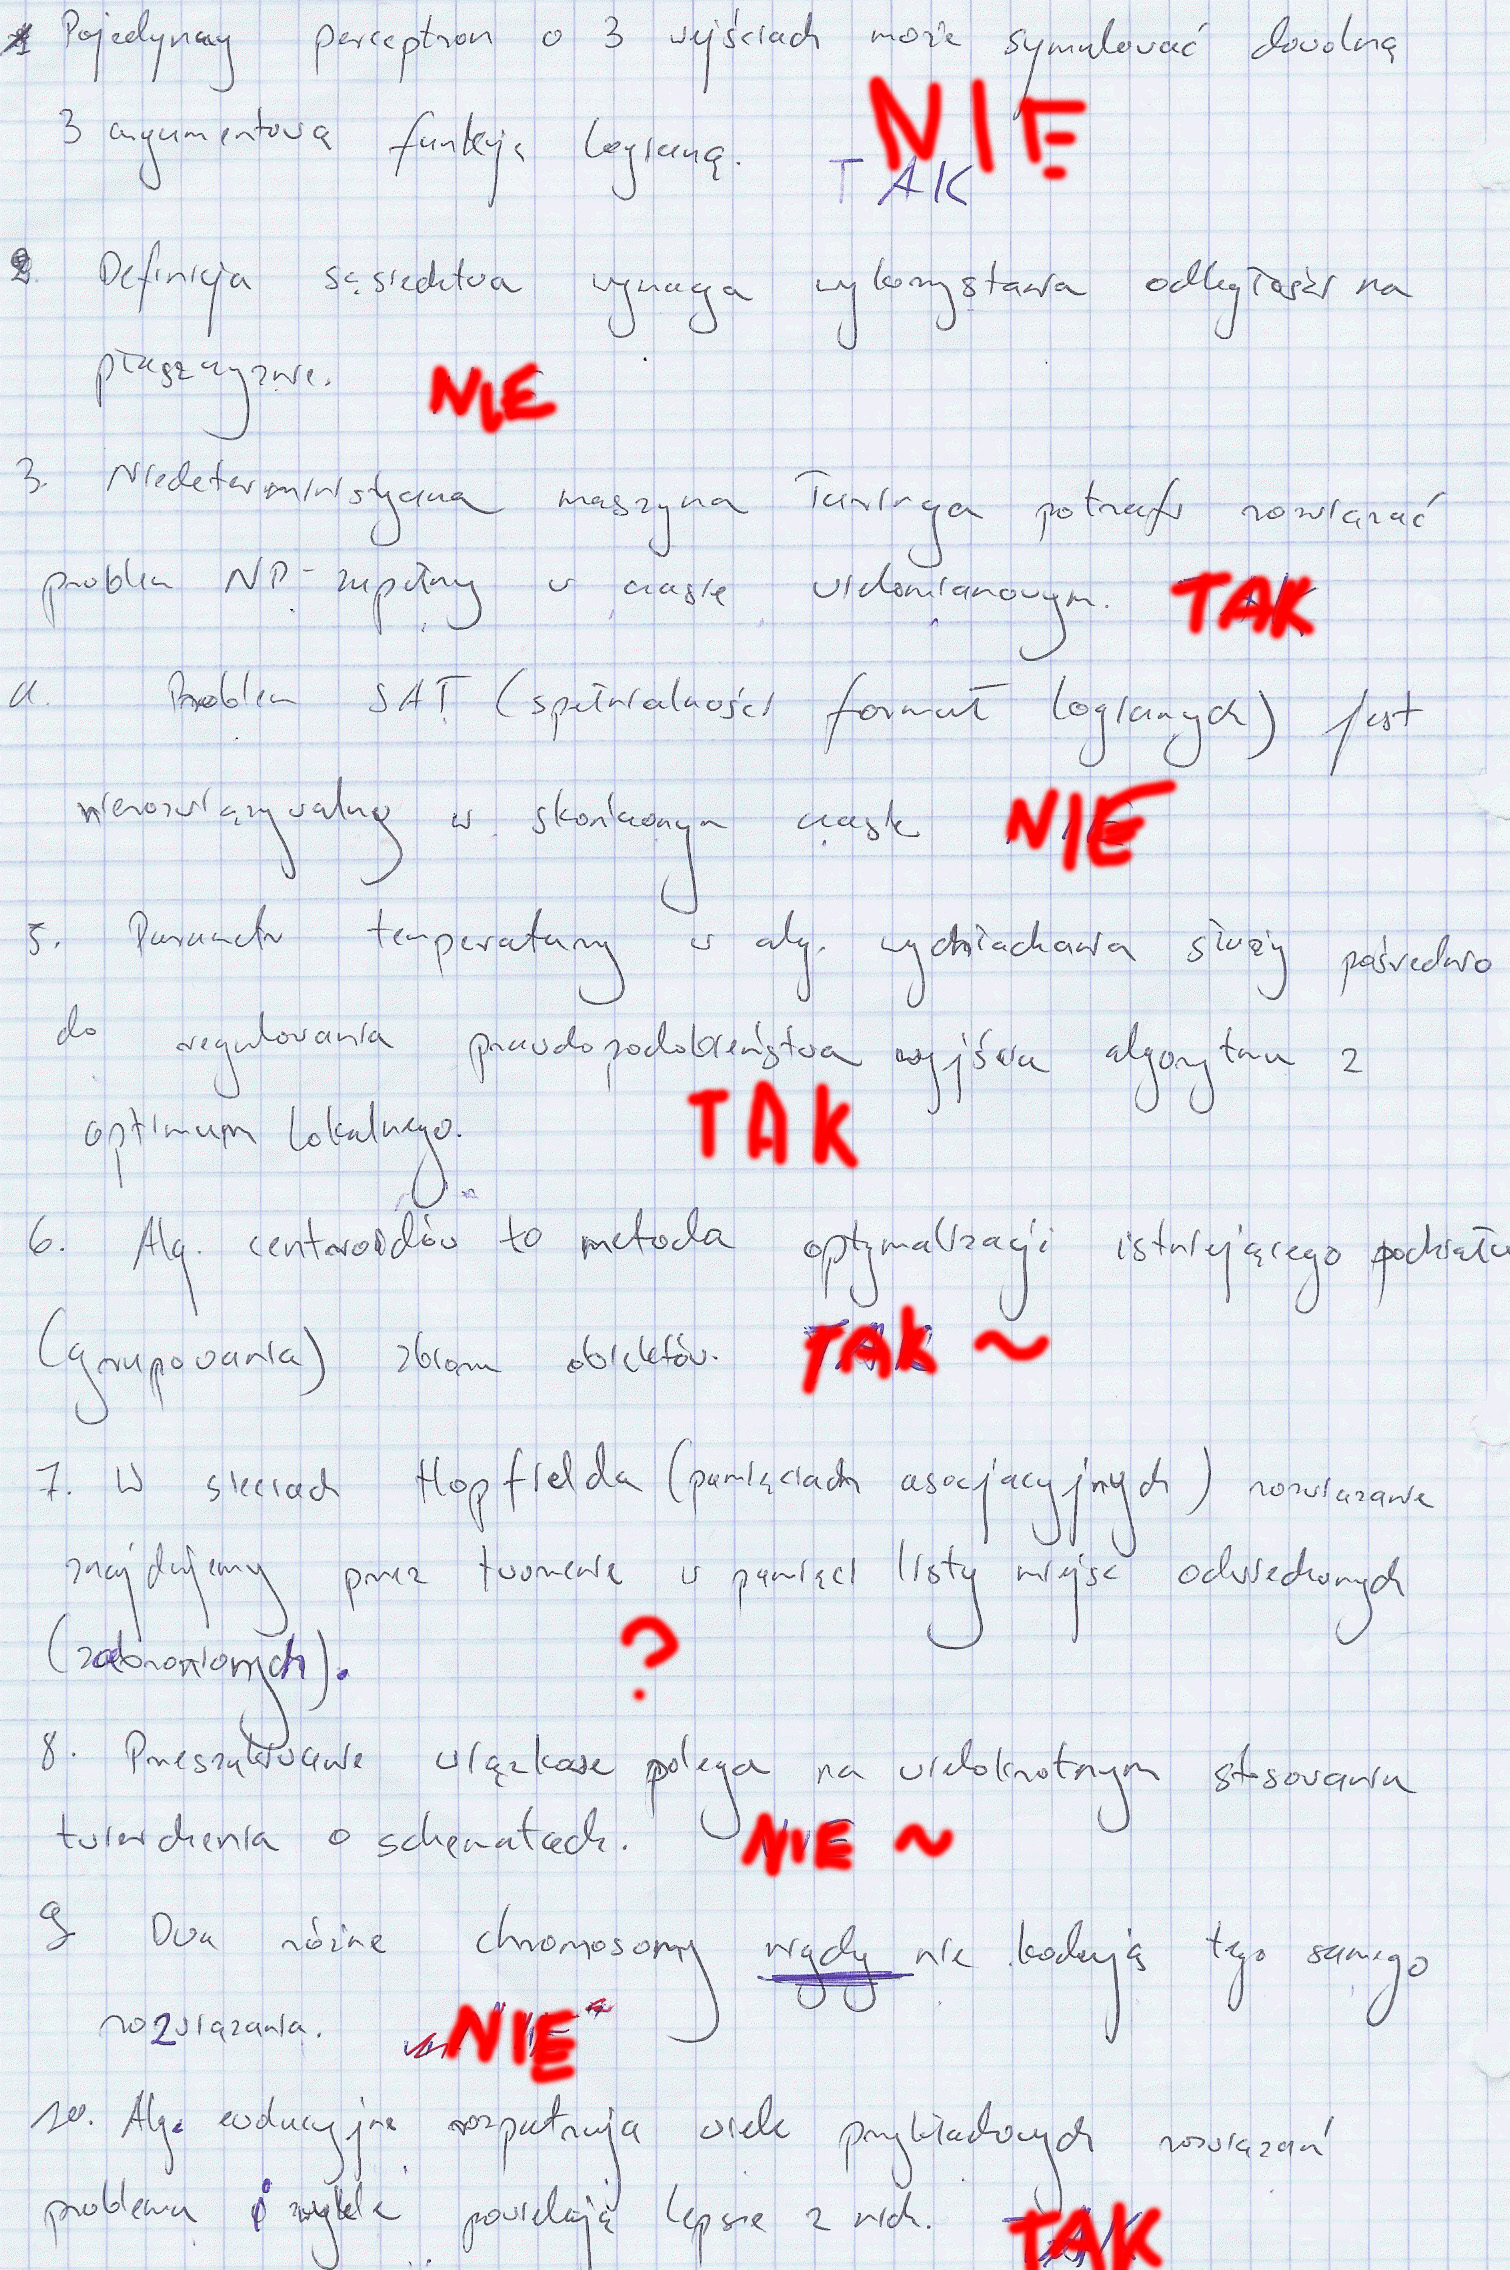 1 Pojedynczy perceptron o 3 wejściach może symulować dowolną
NIE
3 argumentową funkcję logiczną. TAK
2. Definicja sąsiedztwa wymaga wykorzystania odległości na
płaszczyźnie. NIE
3. Niedeterministyczna maszyna Turinga potrafi rozwiązać
problem NP-zupełny w czasie wielomianowym. TAK
4. Problem SAT (spełnialności formuł logicznych) jest
nierozwiązywalny w skończonym czasie NIE
5. Parametr temperatury w alg. wychładzania służy pośrednio
do regulowania prawdopodobieństwa wyjścia algorytmu z
optimum lokalnego. TAK
6. Alg. centroidów to metoda optymalizacji istniejącego podziału
(grupowania) zbioru obiektów. TAK ~
7. W sieciach Hopfielda (pamięciach asocjacyjnych) rozwiązanie
znajdujemy przez tworzenie w pamięci listy miejsc odwiedzonych
(zabronionych). ?
8. Przeszukiwanie wiązkowe polega na wielokrotnym stosowaniu
twierdzenia o schematach. NIE ~
9 Dwa różne chromosomy nigdy nie kodują tego samego
rozwiązania. NIE
10. Alg. ewolucyjne rozpatrują wiele przykładowych rozwiązań
problemu i zwykle powielają lepsze z nich. TAK